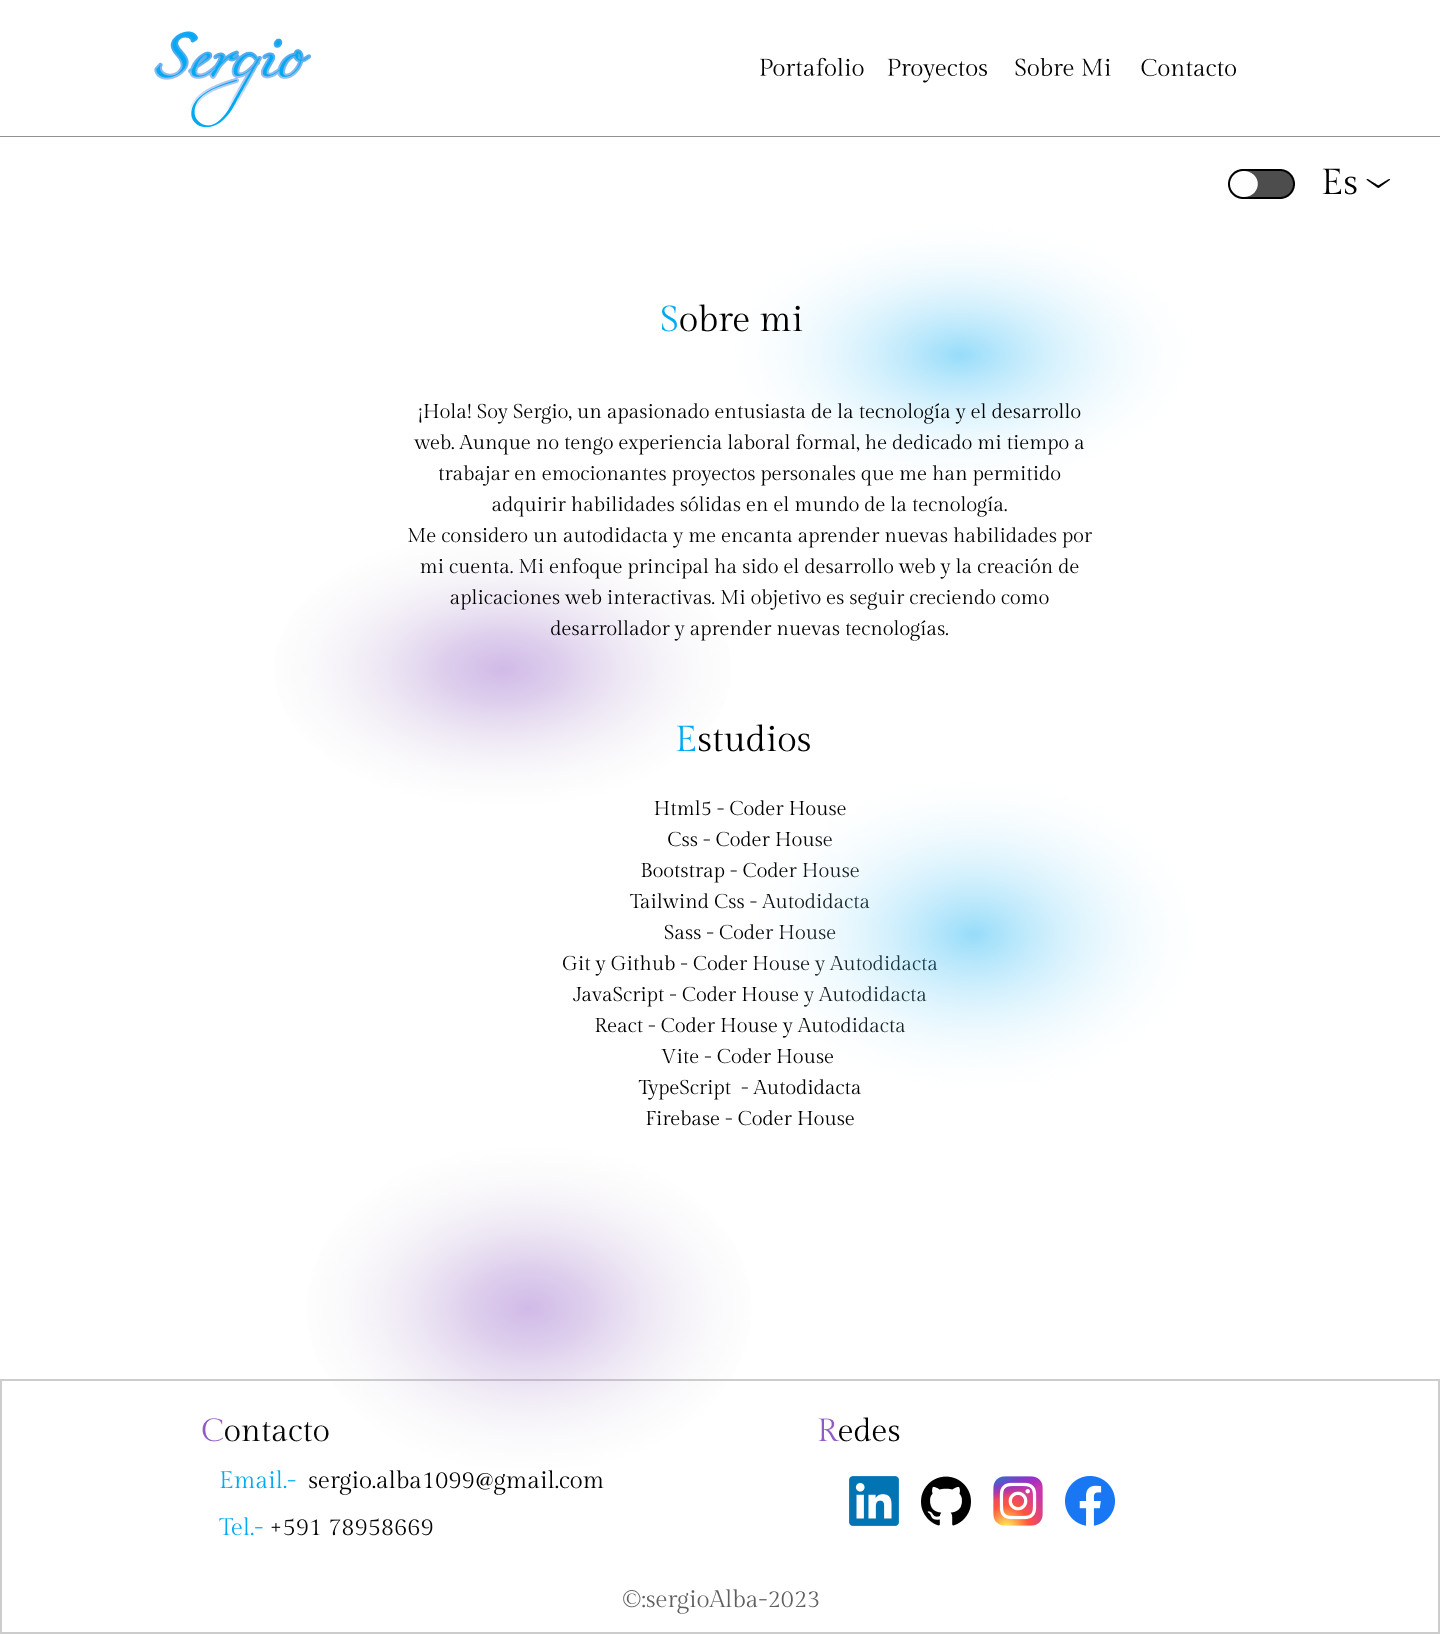 Sergio
Portafolio Proyectos Sobre Mi Contacto
Es
Sobre mi
¡Hola! Soy Sergio, un apasionado entusiasta de la tecnología y el desarrollo
web. Aunque no tengo experiencia laboral formal, he dedicado mi tiempo a
trabajar en emocionantes proyectos personales que me han permitido
adquirir habilidades sólidas en el mundo de la tecnología.
Me considero un autodidacta y me encanta aprender nuevas habilidades por
mi cuenta. Mi enfoque principal ha sido el desarrollo web y la creación de
aplicaciones web interactivas. Mi objetivo es seguir creciendo como
desarrollador y aprender nuevas tecnologías.
Estudios
Html5 - Coder House
Css - Coder House
Bootstrap - Coder House
Tailwind Css - Autodidacta
Sass - Coder House
Git y Github - Coder House y Autodidacta
JavaScript - Coder House y Autodidacta
React - Coder House y Autodidacta
Vite - Coder House
TypeScript  - Autodidacta
Firebase - Coder House
Contacto
Email.- sergio.alba1099@gmail.com
Tel.- +591 78958669
Redes
in
©:sergioAlba-2023